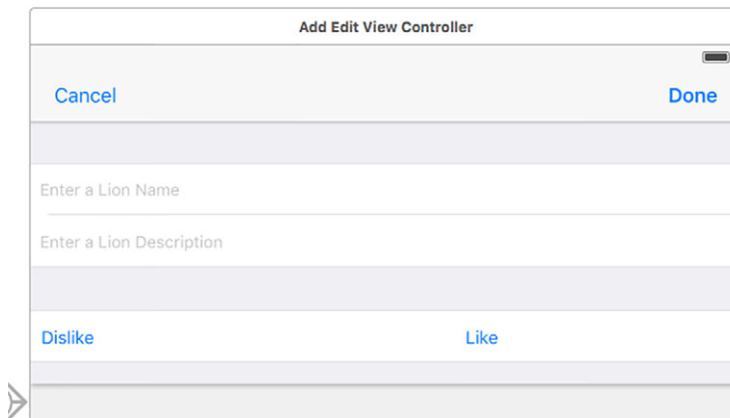 Add Edit View Controller
Cancel Done
Enter a Lion Name
Enter a Lion Description
Dislike Like